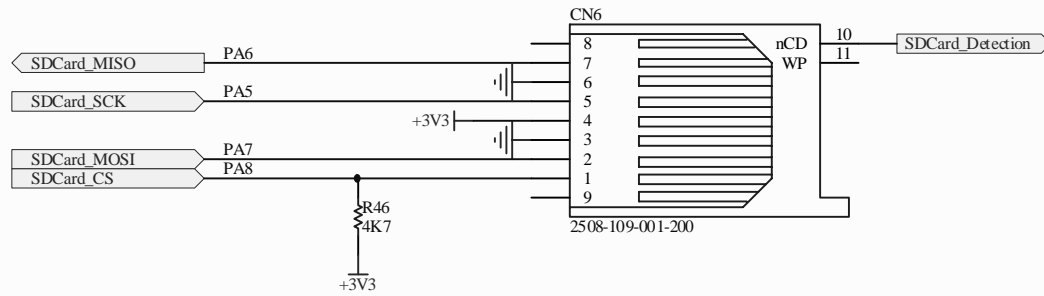 CN6
8
nCD 10 SDCard_Detection
SDCard_MISO PA6 7
WP 11
6
SDCard_SCK PA5 5
+3V3 4
3
SDCard_MOSI PA7 2
SDCard_CS PA8 1
9
R46
4K7
2508-109-001-200
+3V3